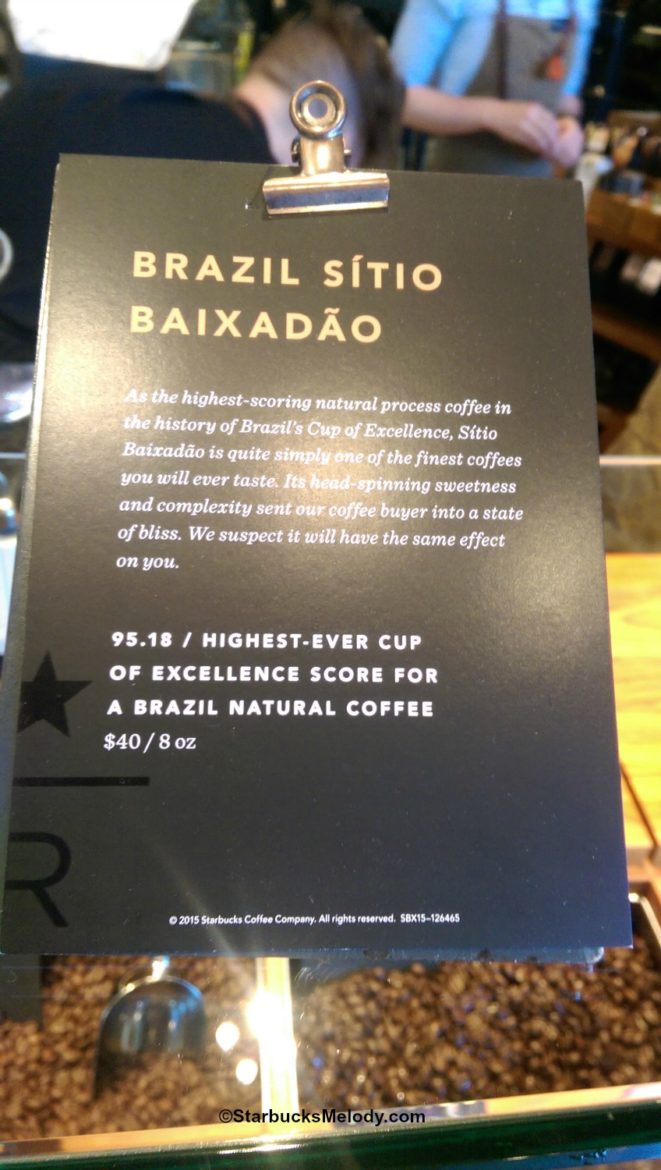 BRAZIL SÍTIO
BAIXADÃO
As the highest-scoring natural process coffee in
the history of Brazil's Cup of Excellence, Sítio
Baixadão is quite simply one of the finest coffees
you will ever taste. Its head-spinning sweetness
and complexity sent our coffee buyer into a state
of bliss. We suspect it will have the same effect
on you.
95.18 / HIGHEST-EVER CUP
OF EXCELLENCE SCORE FOR
A BRAZIL NATURAL COFFEE
$40 / 8 oz
R
© 2015 Starbucks Coffee Company. All rights reserved. SBX15–126465
©StarbucksMelody.com